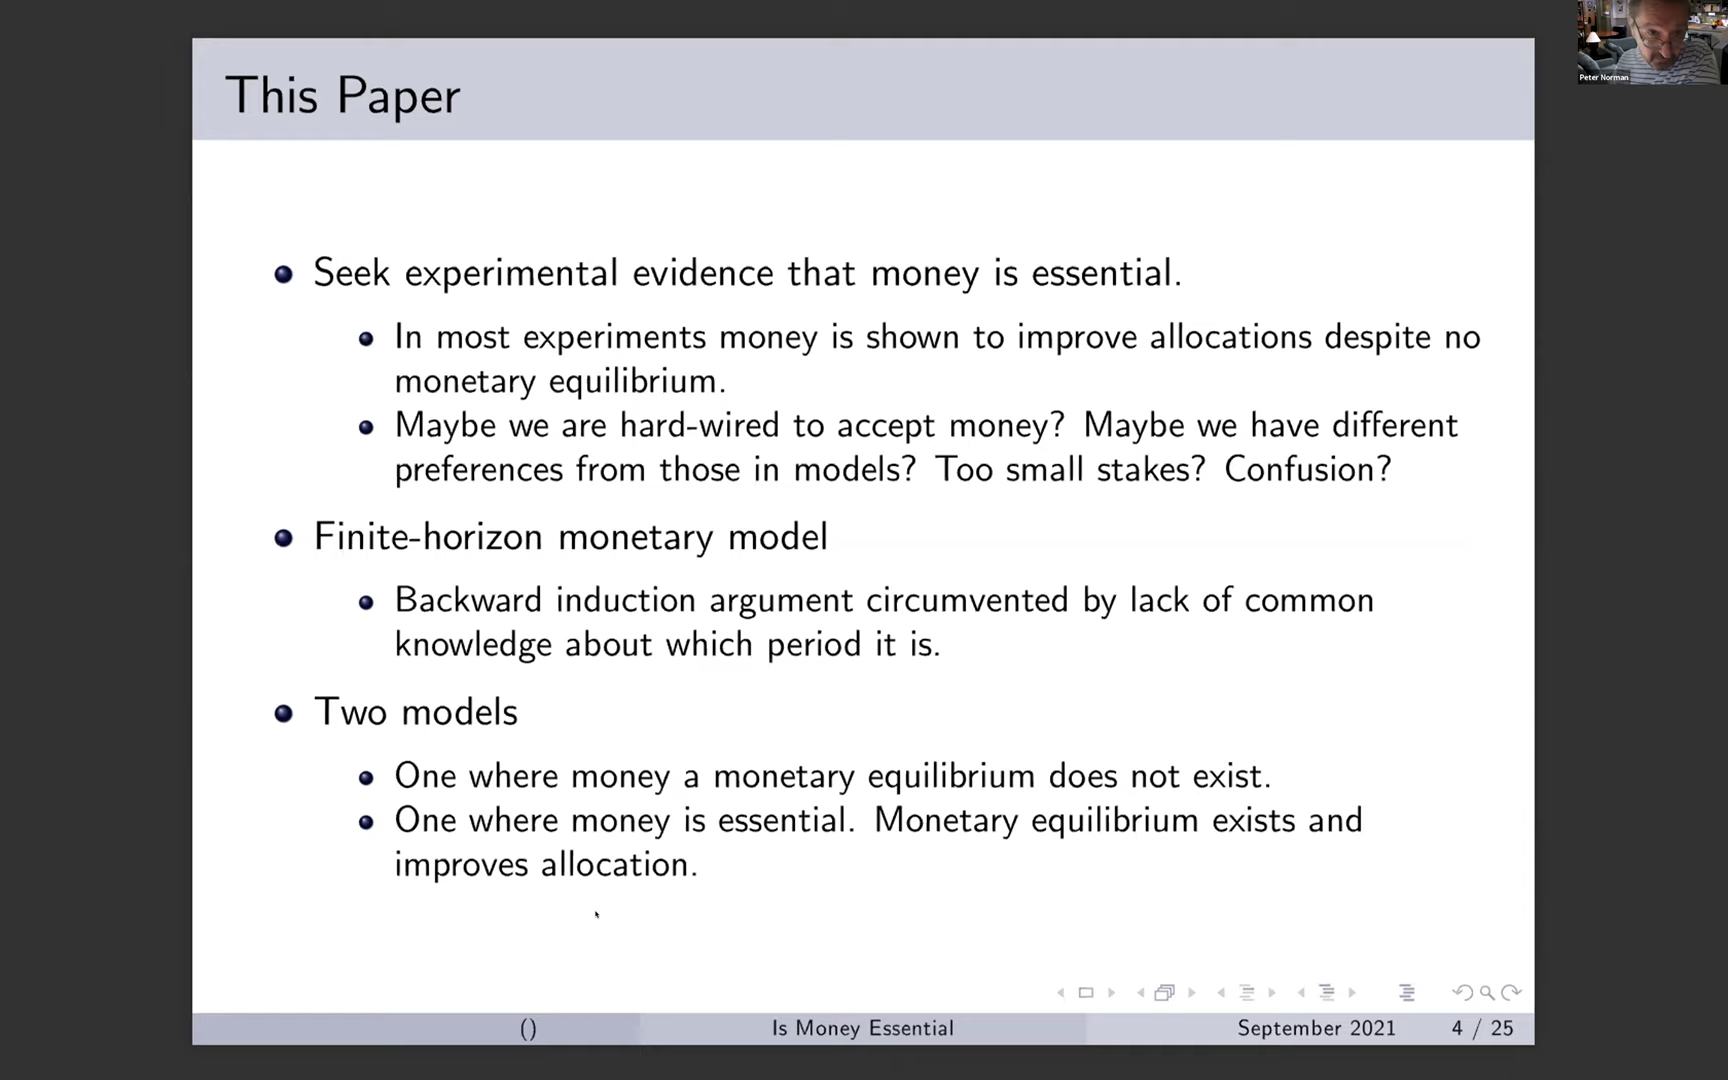 Peter Norman
This Paper
Seek experimental evidence that money is essential.
In most experiments money is shown to improve allocations despite no
monetary equilibrium.
Maybe we are hard-wired to accept money? Maybe we have different
preferences from those in models? Too small stakes? Confusion?
Finite-horizon monetary model
Backward induction argument circumvented by lack of common
knowledge about which period it is.
Two models
One where money a monetary equilibrium does not exist.
One where money is essential. Monetary equilibrium exists and
improves allocation.
() Is Money Essential September 2021 4 / 25